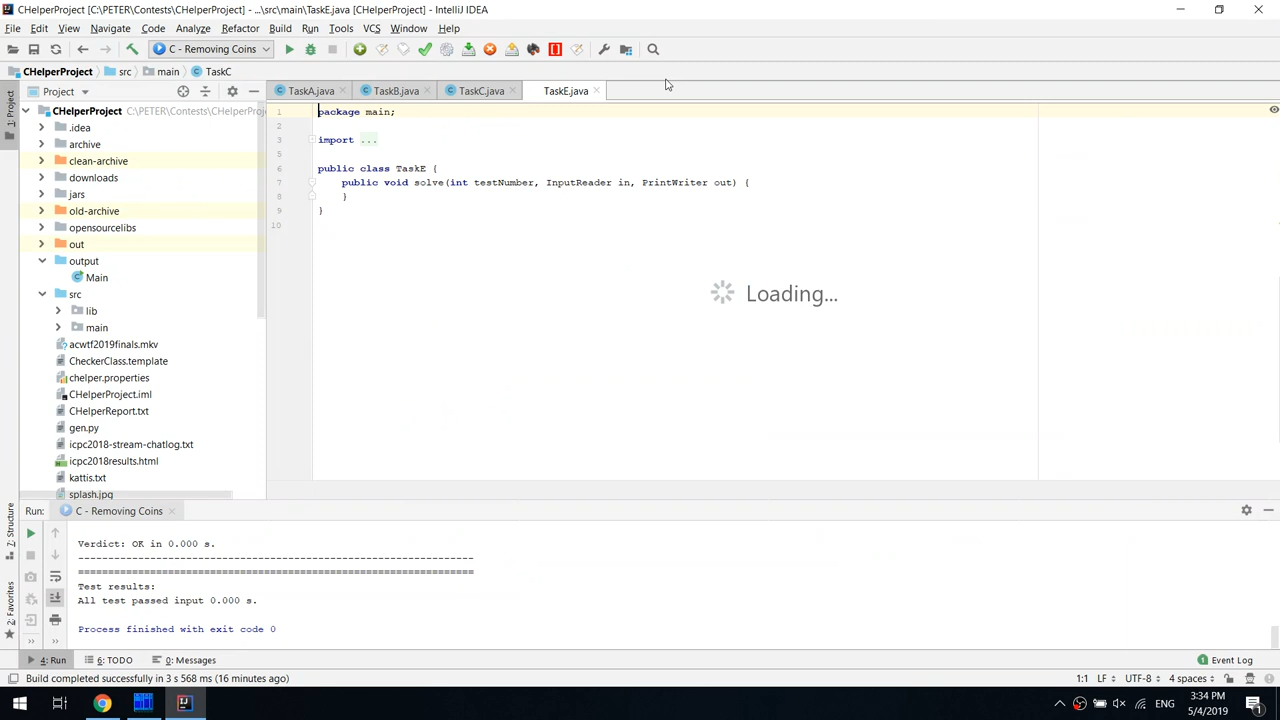 CHelperProject [C:\PETER\Contests\CHelperProject] - ...\src\main\TaskE.java [CHelperProject] - IntelliJ IDEA
File Edit View Navigate Code Analyze Refactor Build Run Tools VCS Window Help
C - Removing Coins
CHelperProject src main TaskC
1: Project
Project
TaskA.java TaskB.java TaskC.java TaskE.java
CHelperProject C:\PETER\Contests\CHelperProj
.idea
archive
clean-archive
downloads
jars
old-archive
opensourcelibs
out
output
Main
src
lib
main
acwtf2019finals.mkv
CheckerClass.template
chelper.properties
CHelperProject.iml
CHelperReport.txt
gen.py
icpc2018-stream-chatlog.txt
icpc2018results.html
kattis.txt
splash.jpg
1 package main;
2
3 import ...
5
6 public class TaskE {
7 public void solve(int testNumber, InputReader in, PrintWriter out) {
8 }
9 }
10
Loading...
7: Structure
2: Favorites
Run: C - Removing Coins
Verdict: OK in 0.000 s.
------------------------------------------------------------------
==================================================================
Test results:
All test passed input 0.000 s.
Process finished with exit code 0
4: Run 6: TODO 0: Messages 1 Event Log
Build completed successfully in 3 s 568 ms (16 minutes ago) 1:1 LF UTF-8 4 spaces
ENG 3:34 PM
5/4/2019